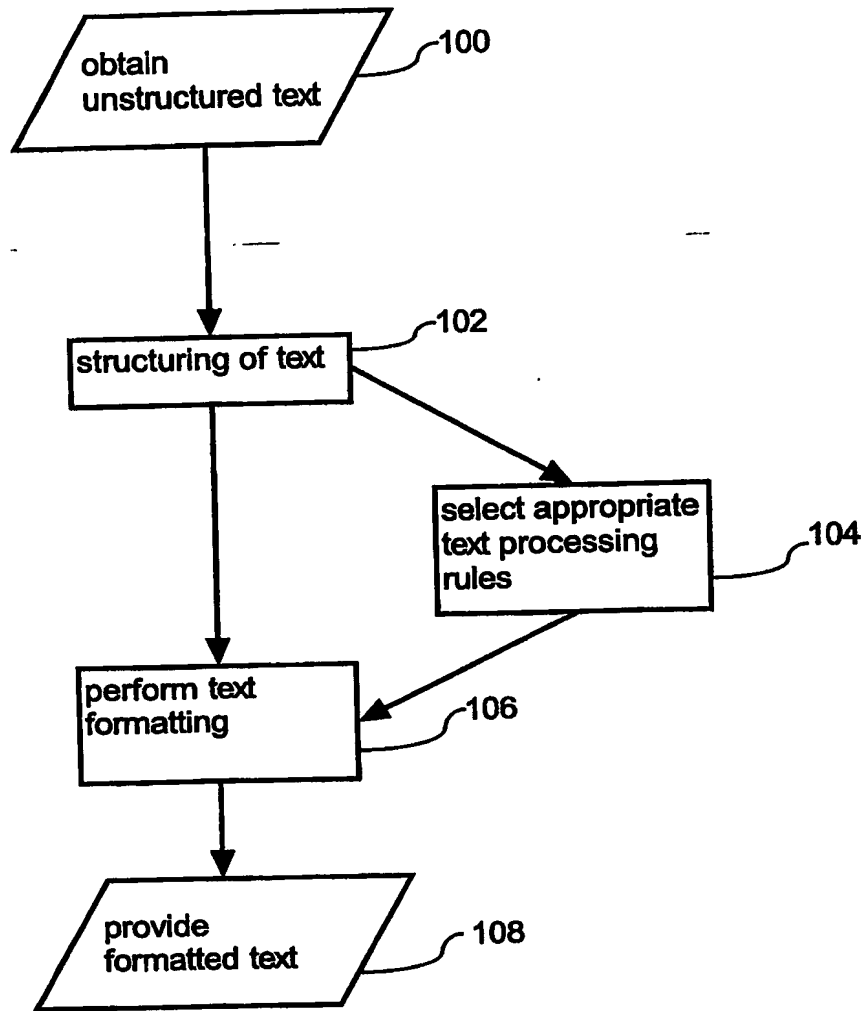 obtain
unstructured text
100
structuring of text
102
select appropriate
text processing
rules
104
perform text
formatting
106
provide
formatted text
108